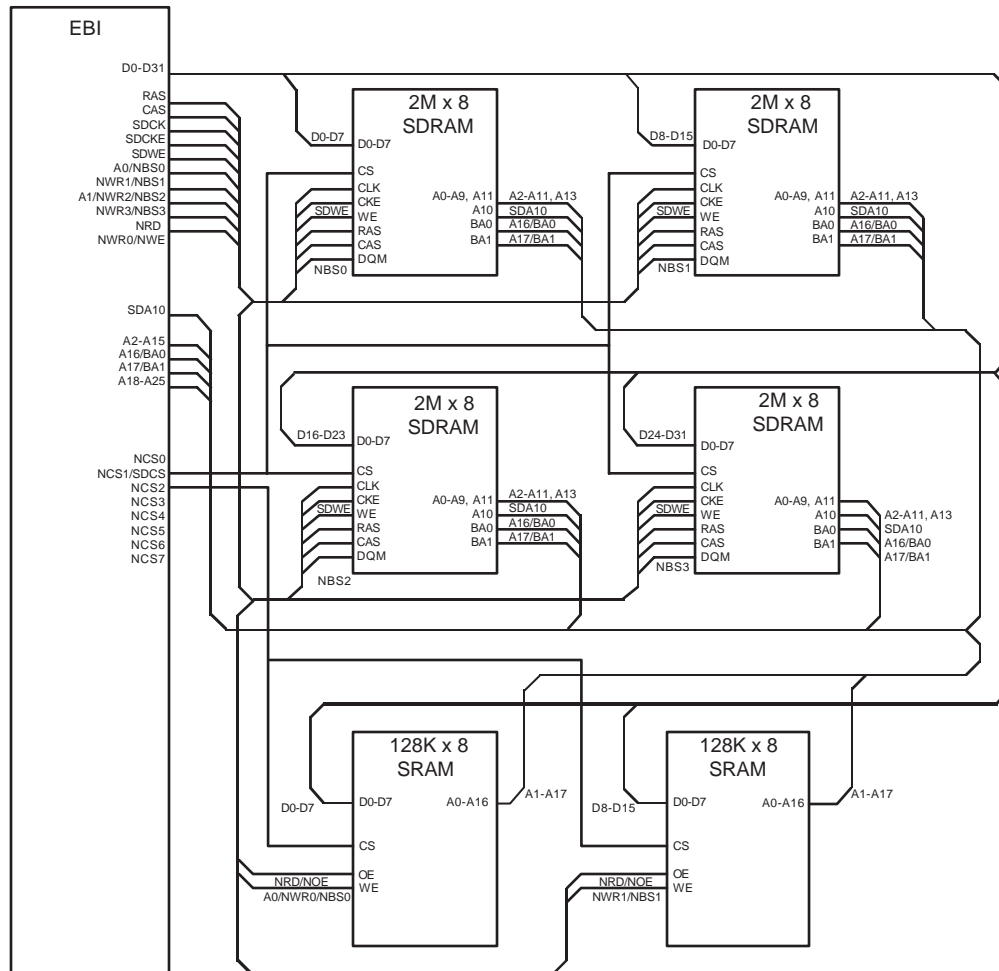 EBI
D0-D31
RAS
CAS
SDCK
SDCKE
SDWE
A0/NBS0
NWR1/NBS1
A1/NWR2/NBS2
NWR3/NBS3
NRD
NWR0/NWE
SDA10
A2-A15
A16/BA0
A17/BA1
A18-A25
NCS0
NCS1/SDCS
NCS2
NCS3
NCS4
NCS5
NCS6
NCS7
2M x 8
SDRAM
D0-D7
D0-D7
CS
CLK
CKE
SDWE
WE
RAS
CAS
DQM
NBS0
A0-A9, A11
A10
BA0
BA1
A2-A11, A13
SDA10
A16/BA0
A17/BA1
2M x 8
SDRAM
D8-D15
D0-D7
CS
CLK
CKE
SDWE
WE
RAS
CAS
DQM
NBS1
A0-A9, A11
A10
BA0
BA1
A2-A11, A13
SDA10
A16/BA0
A17/BA1
2M x 8
SDRAM
D16-D23
D0-D7
CS
CLK
CKE
SDWE
WE
RAS
CAS
DQM
NBS2
A0-A9, A11
A10
BA0
BA1
A2-A11, A13
SDA10
A16/BA0
A17/BA1
2M x 8
SDRAM
D24-D31
D0-D7
CS
CLK
CKE
SDWE
WE
RAS
CAS
DQM
NBS3
A0-A9, A11
A10
BA0
BA1
A2-A11, A13
SDA10
A16/BA0
A17/BA1
128K x 8
SRAM
D0-D7
D0-D7
A0-A16
A1-A17
CS
OE
NRD/NOE
WE
A0/NWR0/NBS0
128K x 8
SRAM
D8-D15
D0-D7
A0-A16
A1-A17
CS
OE
NRD/NOE
WE
NWR1/NBS1